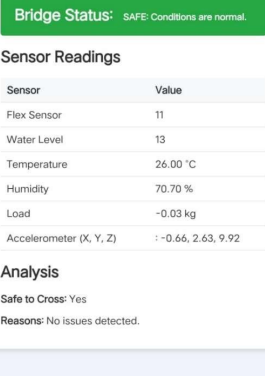 Bridge Status: SAFE: Conditions are normal.
Sensor Readings
Sensor Value
Flex Sensor 11
Water Level 13
Temperature 26.00 °C
Humidity 70.70 %
Load -0.03 kg
Accelerometer (X, Y, Z) : -0.66, 2.63, 9.92
Analysis
Safe to Cross: Yes
Reasons: No issues detected.